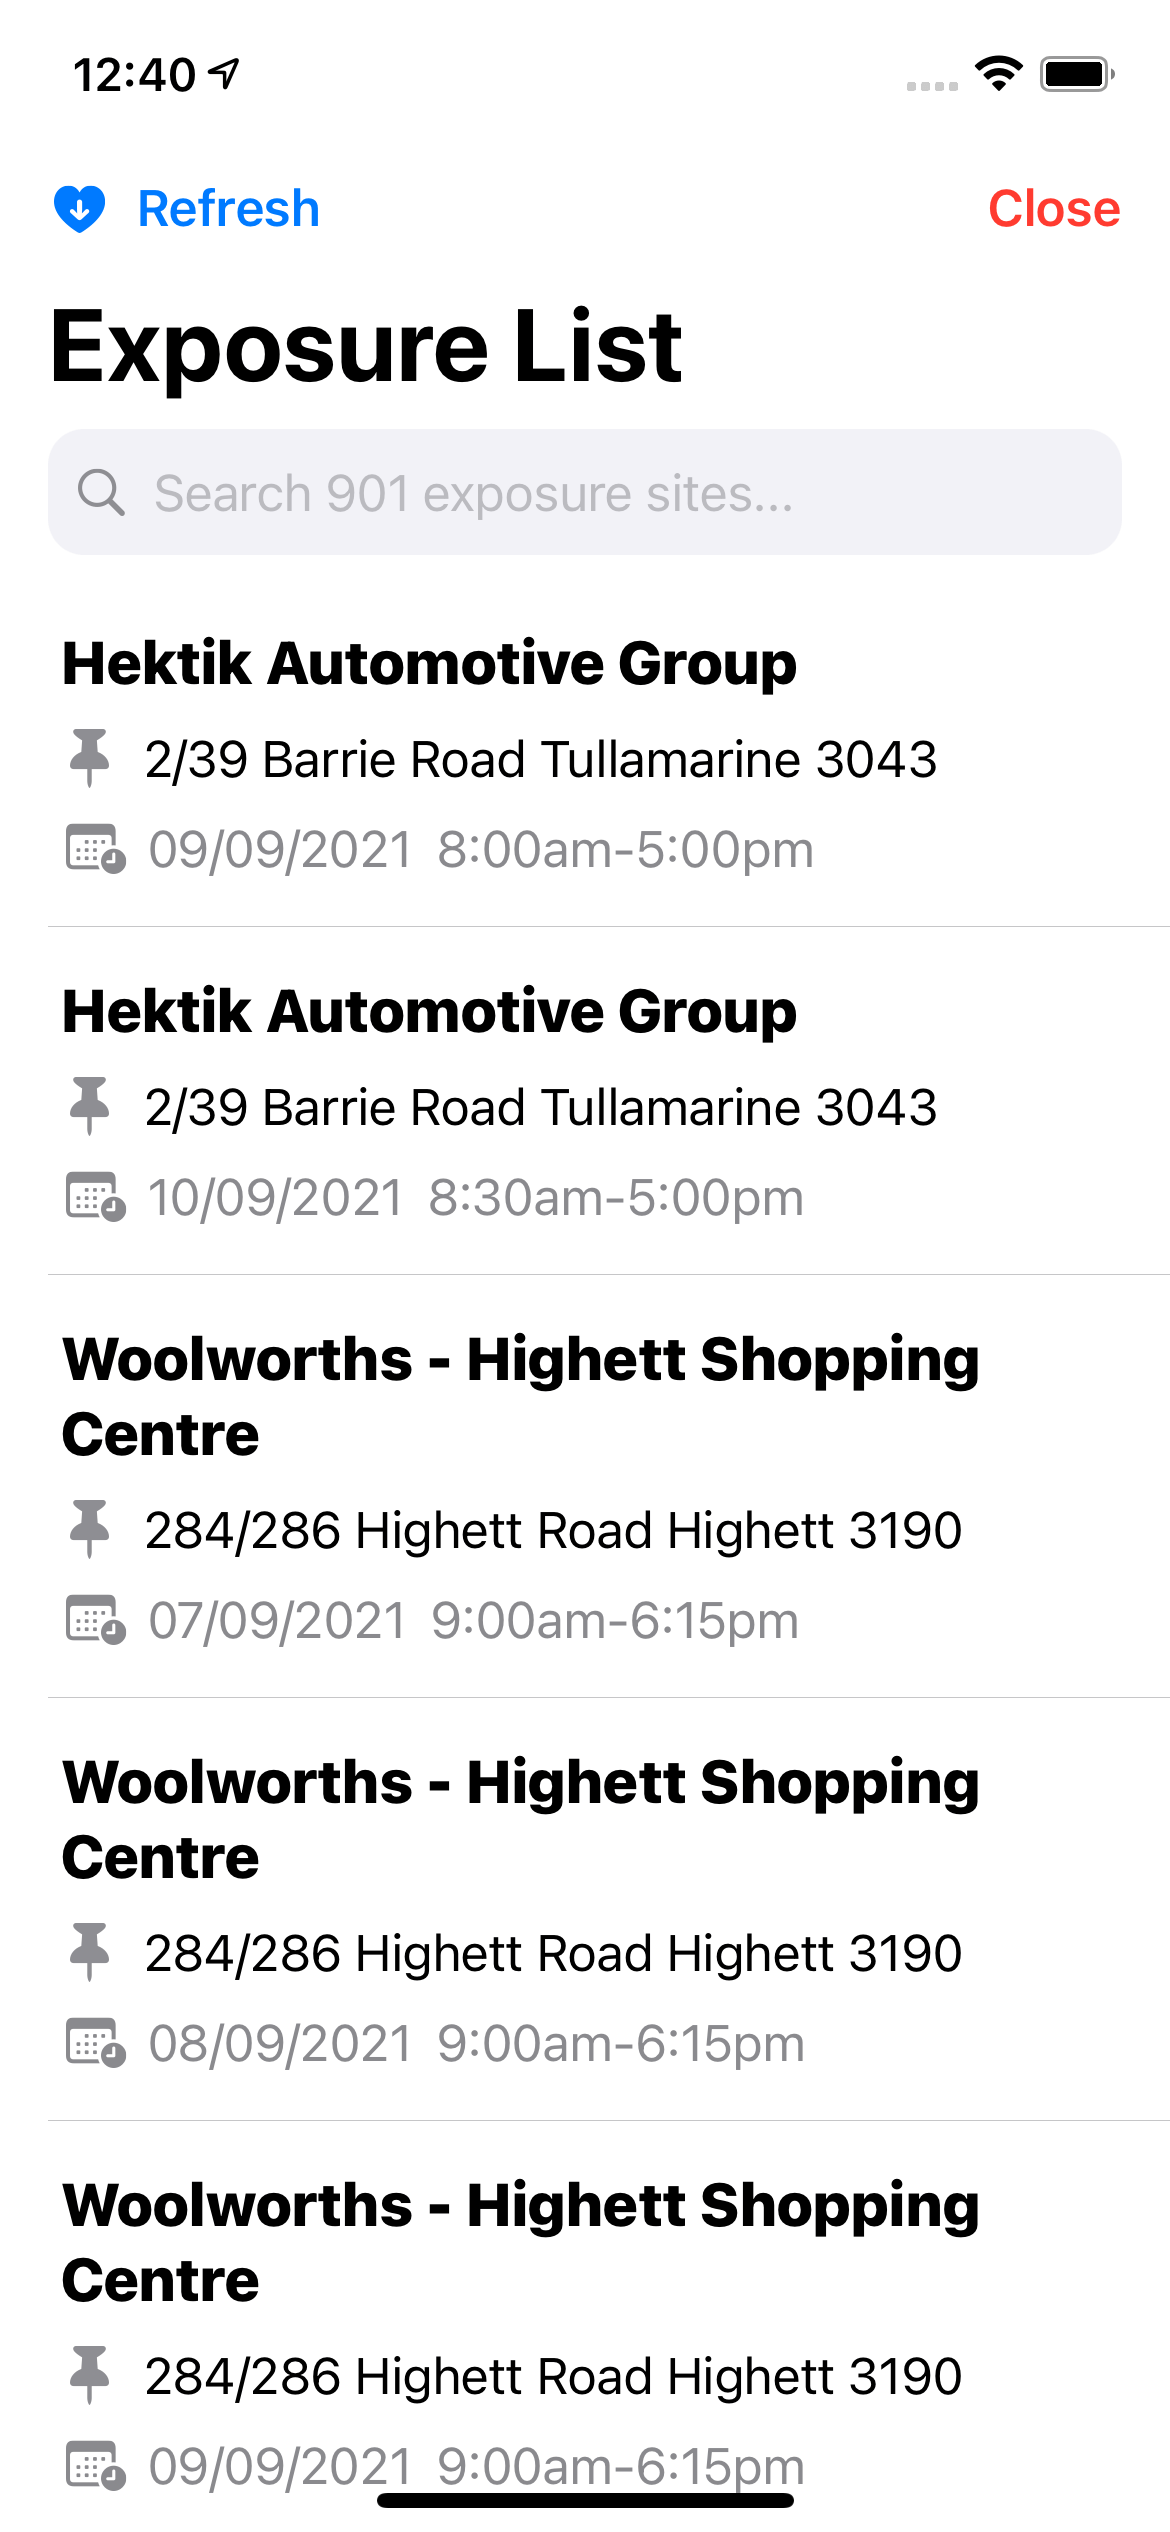 12:40
Refresh
Close
Exposure List
Search 901 exposure sites...
Hektik Automotive Group
2/39 Barrie Road Tullamarine 3043
09/09/2021 8:00am-5:00pm
Hektik Automotive Group
2/39 Barrie Road Tullamarine 3043
10/09/2021 8:30am-5:00pm
Woolworths - Highett Shopping
Centre
284/286 Highett Road Highett 3190
07/09/2021 9:00am-6:15pm
Woolworths - Highett Shopping
Centre
284/286 Highett Road Highett 3190
08/09/2021 9:00am-6:15pm
Woolworths - Highett Shopping
Centre
284/286 Highett Road Highett 3190
09/09/2021 9:00am-6:15pm